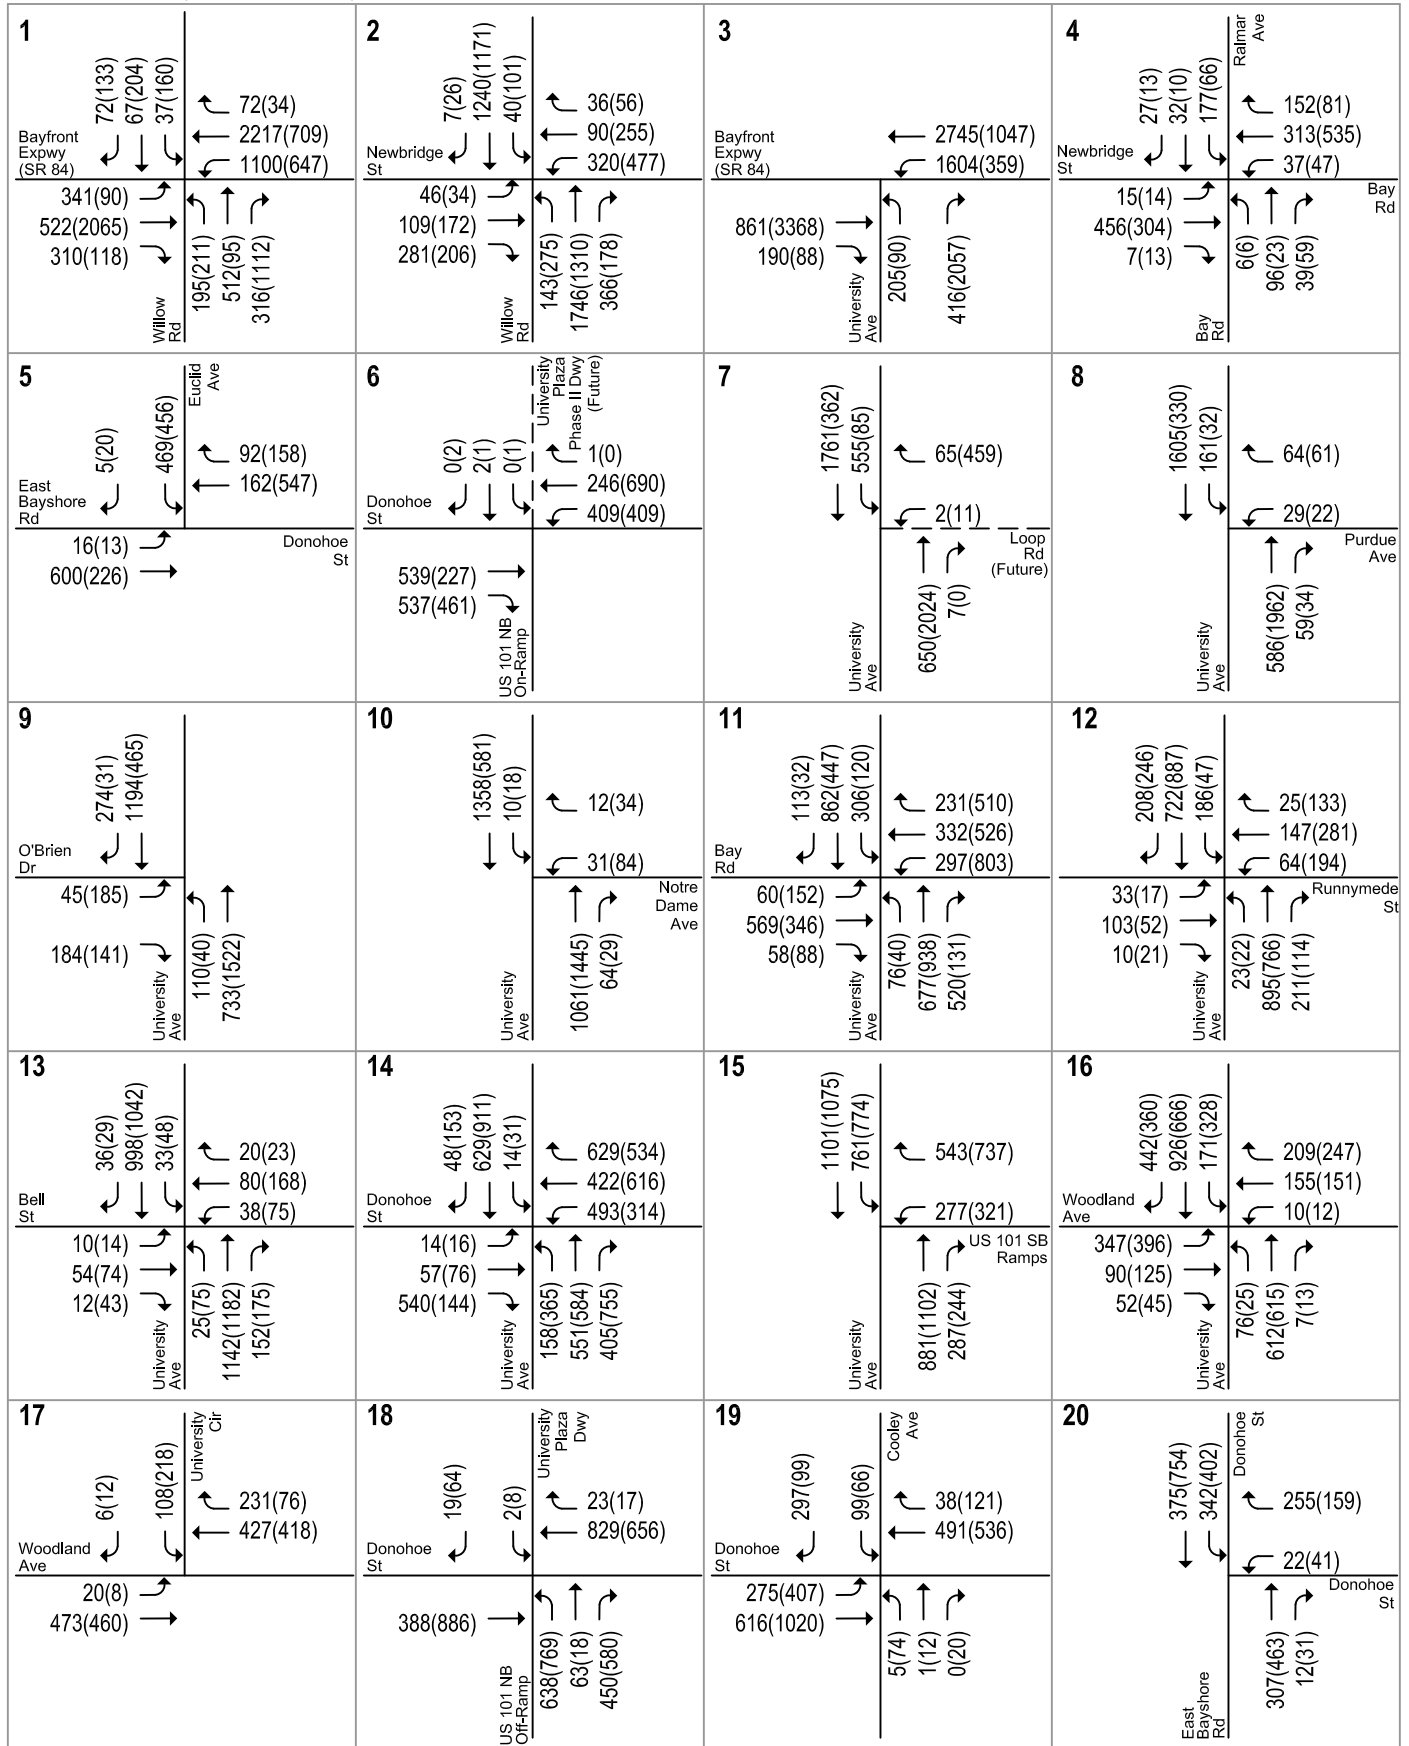 1
72(133)
67(204)
37(160)
72(34)
2217(709)
1100(647)
Bayfront
Expwy
(SR 84)
341(90)
522(2065)
310(118)
195(211)
512(95)
316(1112)
Willow
Rd
2
7(26)
1240(1171)
40(101)
36(56)
90(255)
320(477)
Newbridge
St
46(34)
109(172)
281(206)
143(275)
1746(1310)
366(178)
Willow
Rd
3
2745(1047)
1604(359)
Bayfront
Expwy
(SR 84)
861(3368)
190(88)
205(90)
416(2057)
University
Ave
4
Ralmar
Ave
27(13)
32(10)
177(66)
152(81)
313(535)
37(47)
Newbridge
St
Bay
Rd
15(14)
456(304)
7(13)
6(6)
96(23)
39(59)
Bay
Rd
5
Euclid
Ave
5(20)
469(456)
92(158)
162(547)
East
Bayshore
Rd
Donohoe
St
16(13)
600(226)
6
University
Plaza
Phase II Dwy
(Future)
0(2)
2(1)
0(1)
1(0)
246(690)
409(409)
Donohoe
St
539(227)
537(461)
US 101 NB
On-Ramp
7
1761(362)
555(85)
65(459)
2(11)
Loop
Rd
(Future)
650(2024)
7(0)
University
Ave
8
1605(330)
1661(32)
64(61)
29(22)
Purdue
Ave
586(1962)
59(34)
University
Ave
9
274(31)
1194(465)
O'Brien
Dr
45(185)
184(141)
110(40)
733(1522)
University
Ave
10
1358(581)
10(18)
12(34)
31(84)
Notre
Dame
Ave
1061(1445)
64(29)
University
Ave
11
113(32)
862(447)
306(120)
231(510)
332(526)
297(803)
Bay
Rd
60(152)
569(346)
58(88)
76(40)
677(938)
520(131)
University
Ave
12
208(246)
722(887)
186(47)
25(133)
147(281)
64(194)
Runnymede
St
33(17)
103(52)
10(21)
23(22)
895(766)
211(114)
University
Ave
13
36(29)
998(1042)
33(48)
20(23)
80(168)
38(75)
Bell
St
10(14)
54(74)
12(43)
25(75)
1142(1182)
152(175)
University
Ave
14
48(153)
629(911)
14(31)
629(534)
422(616)
493(314)
Donohoe
St
14(16)
57(76)
540(144)
158(365)
551(584)
405(755)
University
Ave
15
1101(1075)
761(774)
543(737)
277(321)
US 101 SB
Ramps
881(1102)
287(244)
University
Ave
16
442(360)
926(666)
171(328)
209(247)
155(151)
10(12)
Woodland
Ave
347(396)
90(125)
52(45)
76(25)
612(615)
7(13)
University
Ave
17
University
Cir
6(12)
108(218)
231(76)
427(418)
Woodland
Ave
20(8)
473(460)
18
University
Plaza
Dwy
19(64)
2(8)
23(17)
829(656)
Donohoe
St
388(886)
638(769)
63(18)
450(580)
US 101 NB
Off-Ramp
19
Cooley
Ave
297(99)
99(66)
38(121)
491(536)
Donohoe
St
275(407)
616(1020)
5(74)
1(12)
0(20)
20
Donohoe
St
375(754)
342(402)
255(159)
22(41)
Donohoe
St
307(463)
12(31)
East
Bayshore
Rd